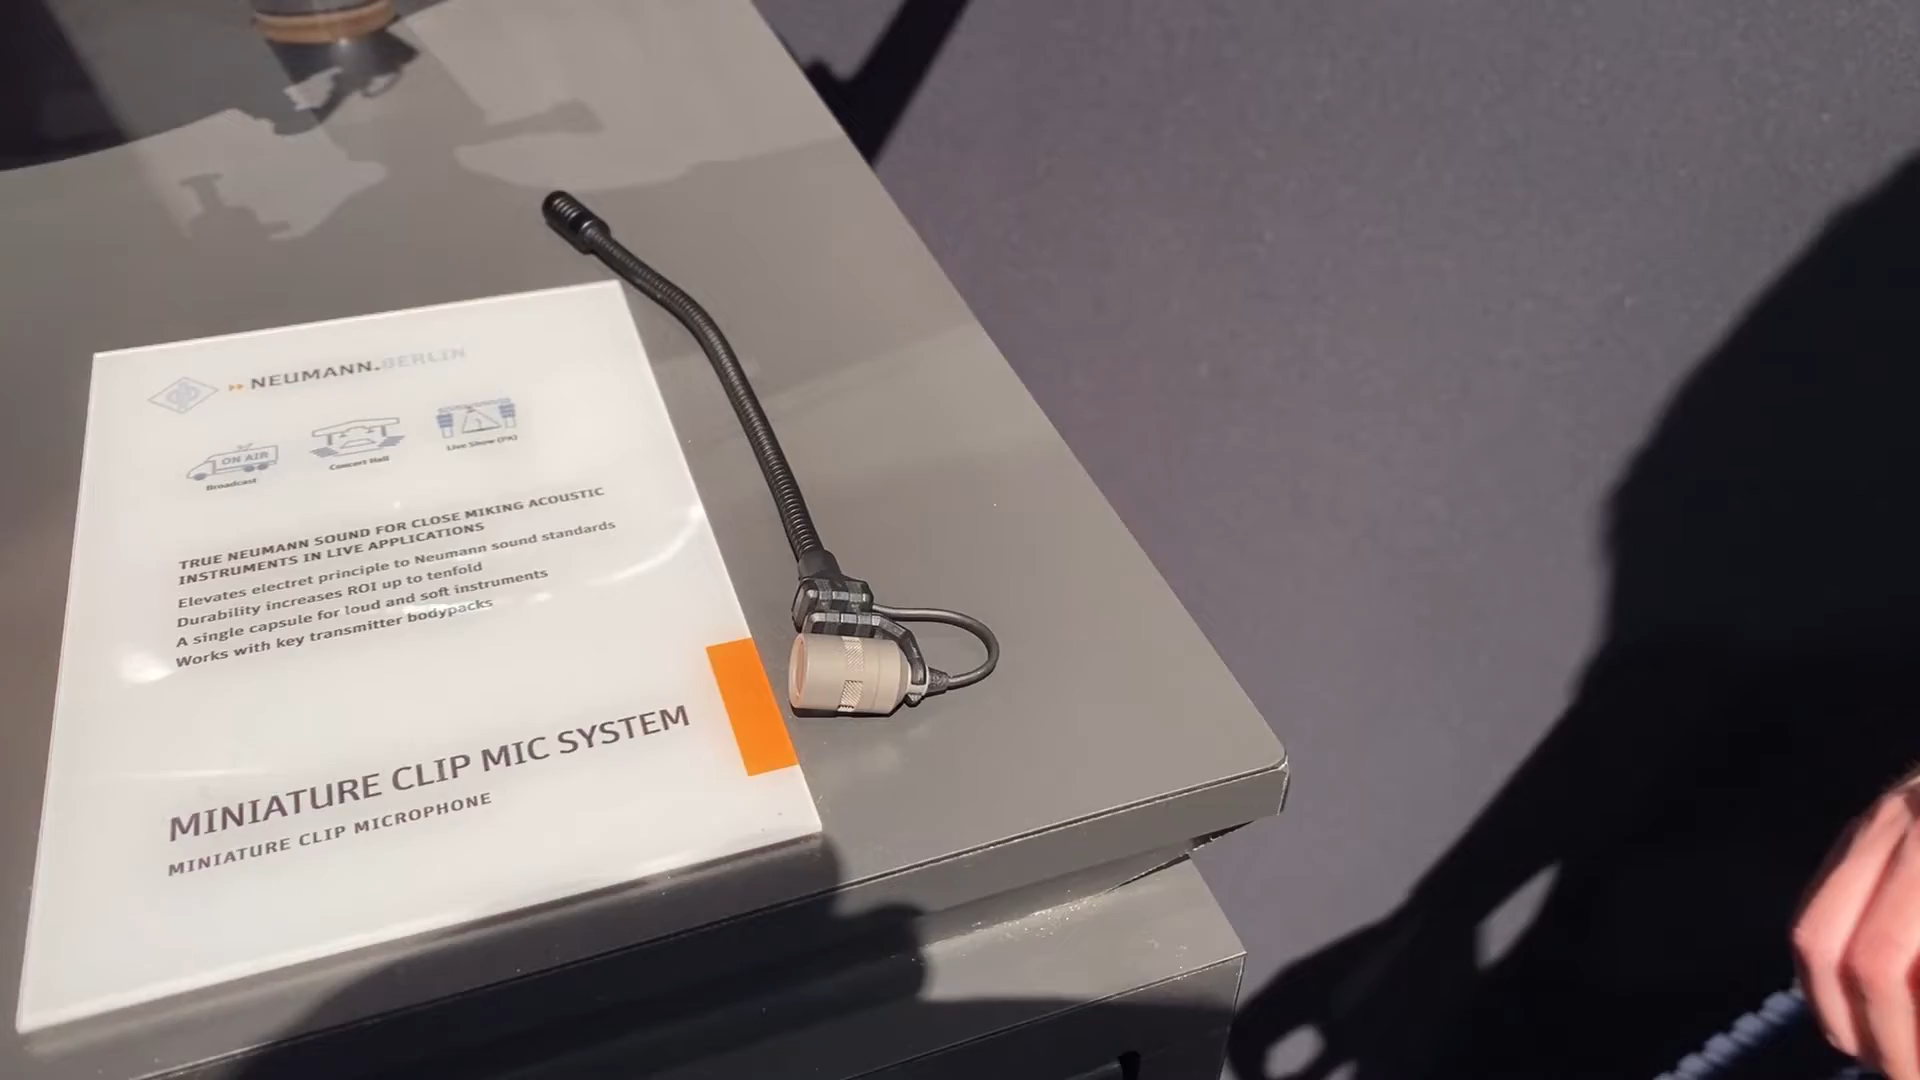 NEUMANN.BERLIN
ON AIR
Broadcast
Concert Hall
Live Show (PA)
TRUE NEUMANN SOUND FOR CLOSE MIKING ACOUSTIC
INSTRUMENTS IN LIVE APPLICATIONS
Elevates electret principle to Neumann sound standards
Durability increases ROI up to tenfold
A single capsule for loud and soft instruments
Works with key transmitter bodypacks
MINIATURE CLIP MIC SYSTEM
MINIATURE CLIP MICROPHONE